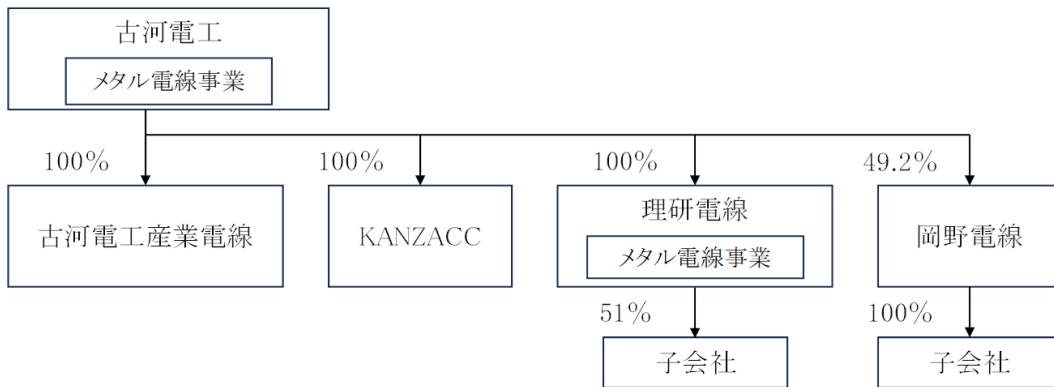 古河電工
メタル電線事業
100%
100%
100%
49.2%
古河電工産業電線
KANZACC
理研電線
メタル電線事業
岡野電線
51%
100%
子会社
子会社